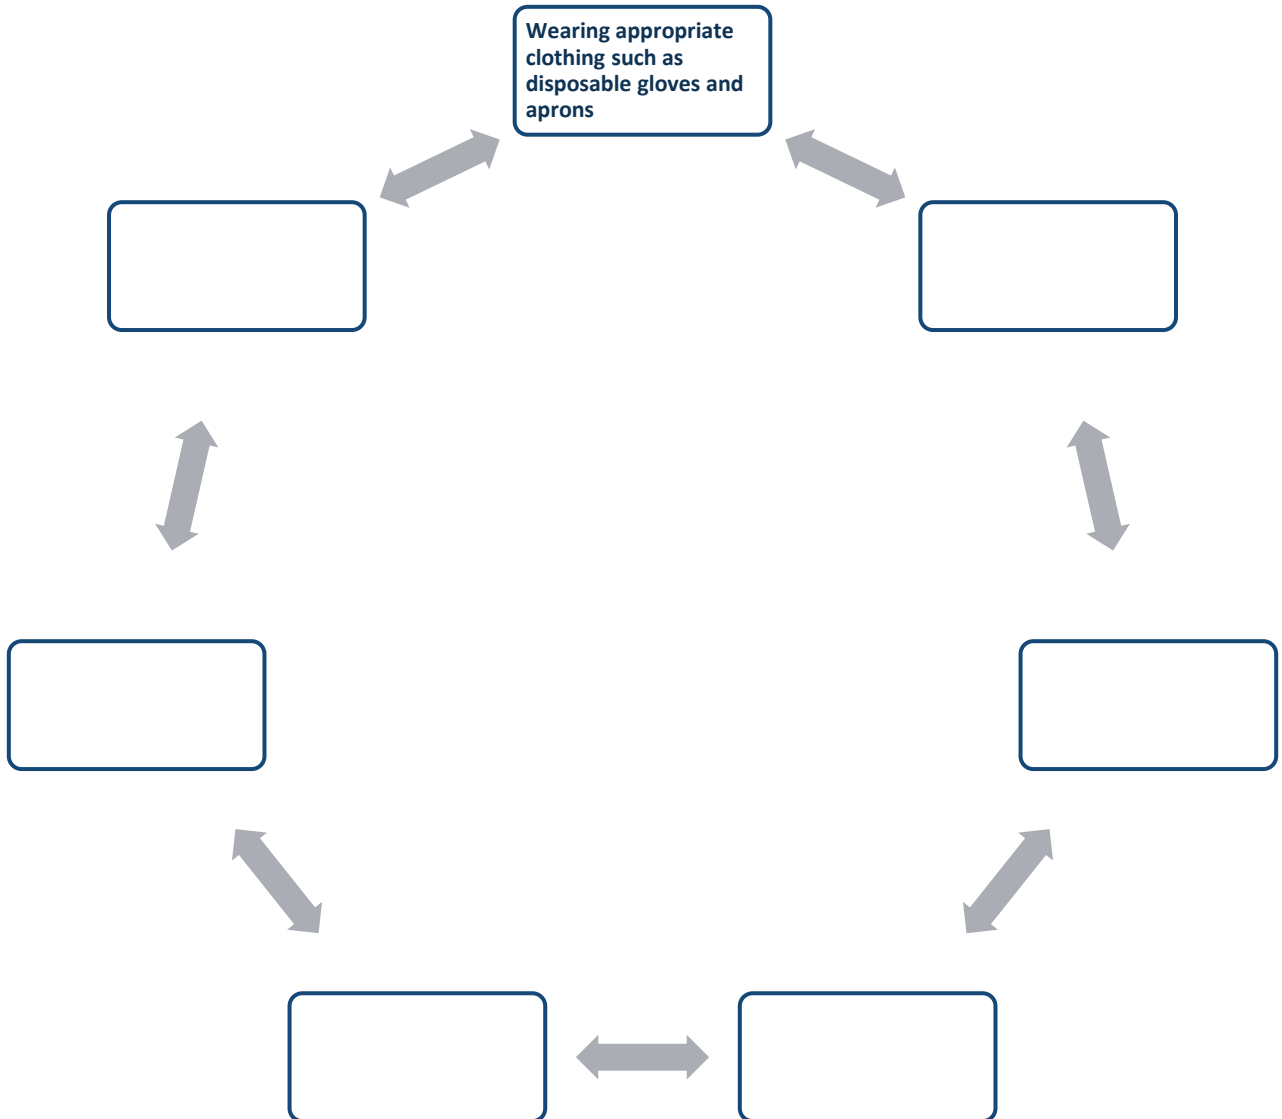 Wearing appropriate
clothing such as
disposable gloves and
aprons